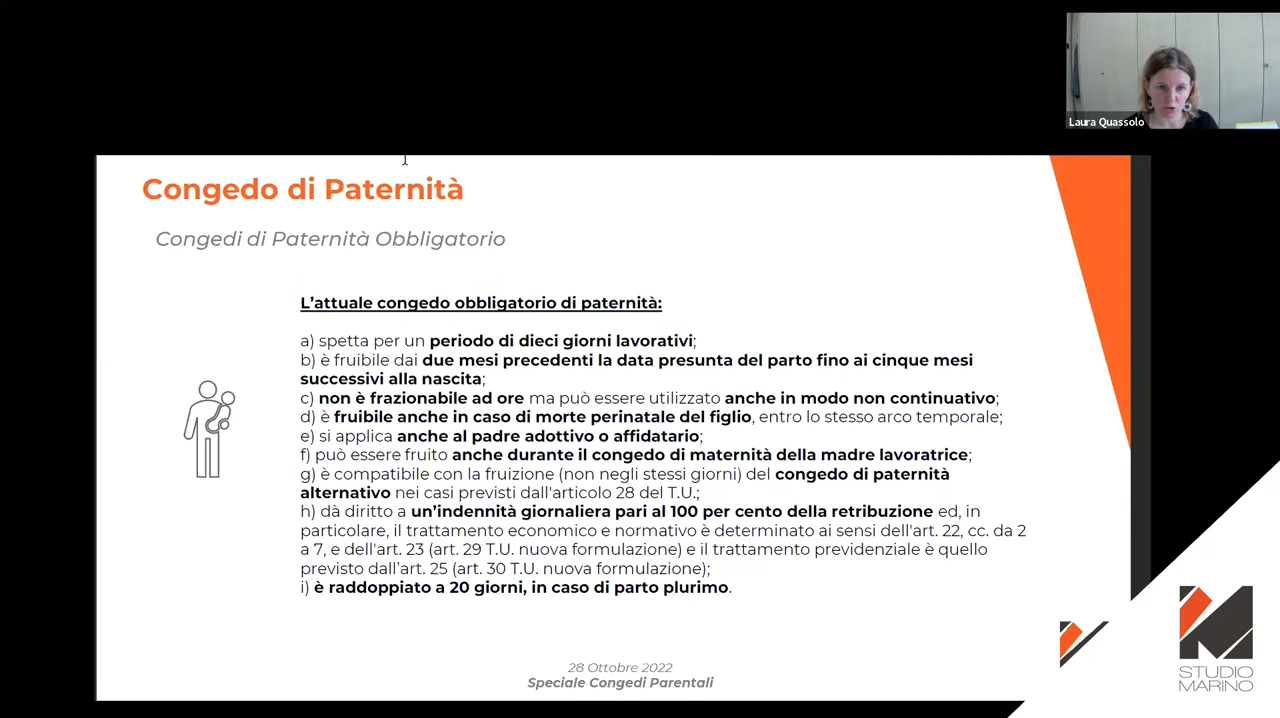 Laura Quassolo
Congedo di Paternità
Congedi di Paternità Obbligatorio
L'attuale congedo obbligatorio di paternità:
a) spetta per un periodo di dieci giorni lavorativi;
b) è fruibile dai due mesi precedenti la data presunta del parto fino ai cinque mesi
successivi alla nascita;
c) non è frazionabile ad ore ma può essere utilizzato anche in modo non continuativo;
d) è fruibile anche in caso di morte perinatale del figlio, entro lo stesso arco temporale;
e) si applica anche al padre adottivo o affidatario;
f) può essere fruito anche durante il congedo di maternità della madre lavoratrice;
g) è compatibile con la fruizione (non negli stessi giorni) del congedo di paternità
alternativo nei casi previsti dall'articolo 28 del T.U.;
h) dà diritto a un'indennità giornaliera pari al 100 per cento della retribuzione ed, in
particolare, il trattamento economico e normativo è determinato ai sensi dell'art. 22, cc. da 2
a 7, e dell'art. 23 (art. 29 T.U. nuova formulazione) e il trattamento previdenziale è quello
previsto dall'art. 25 (art. 30 T.U. nuova formulazione);
i) è raddoppiato a 20 giorni, in caso di parto plurimo.
28 Ottobre 2022
Speciale Congedi Parentali
STUDIO
MARINO